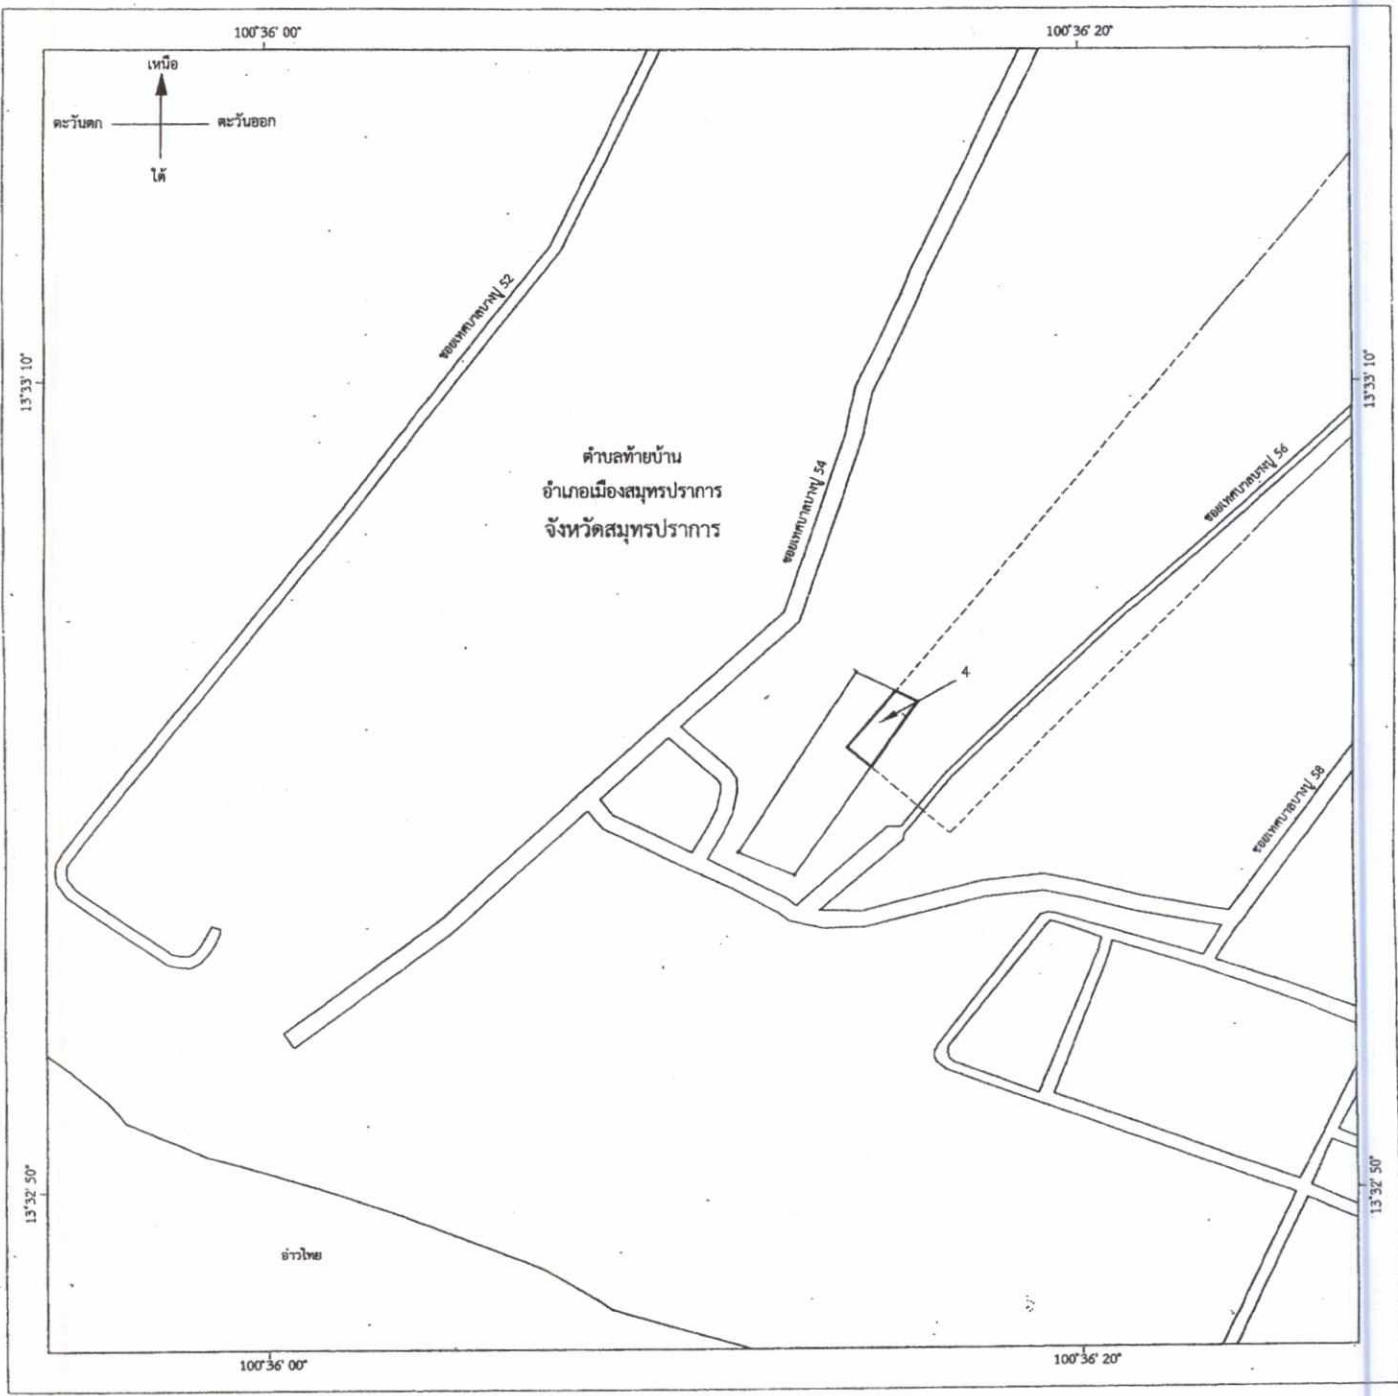 100°36' 00"
100°36' 20"
เหนือ
ตะวันตก
ตะวันออก
ใต้
ซอยเทศบาลบางปู 52
13°33' 10"
13°33' 10"
ตำบลท้ายบ้าน
อำเภอเมืองสมุทรปราการ
จังหวัดสมุทรปราการ
ซอยเทศบาลบางปู 54
ซอยเทศบาลบางปู 56
4
ซอยเทศบาลบางปู 58
13°32' 50"
13°32' 50"
อ่าวไทย
100°36' 00"
100°36' 20"